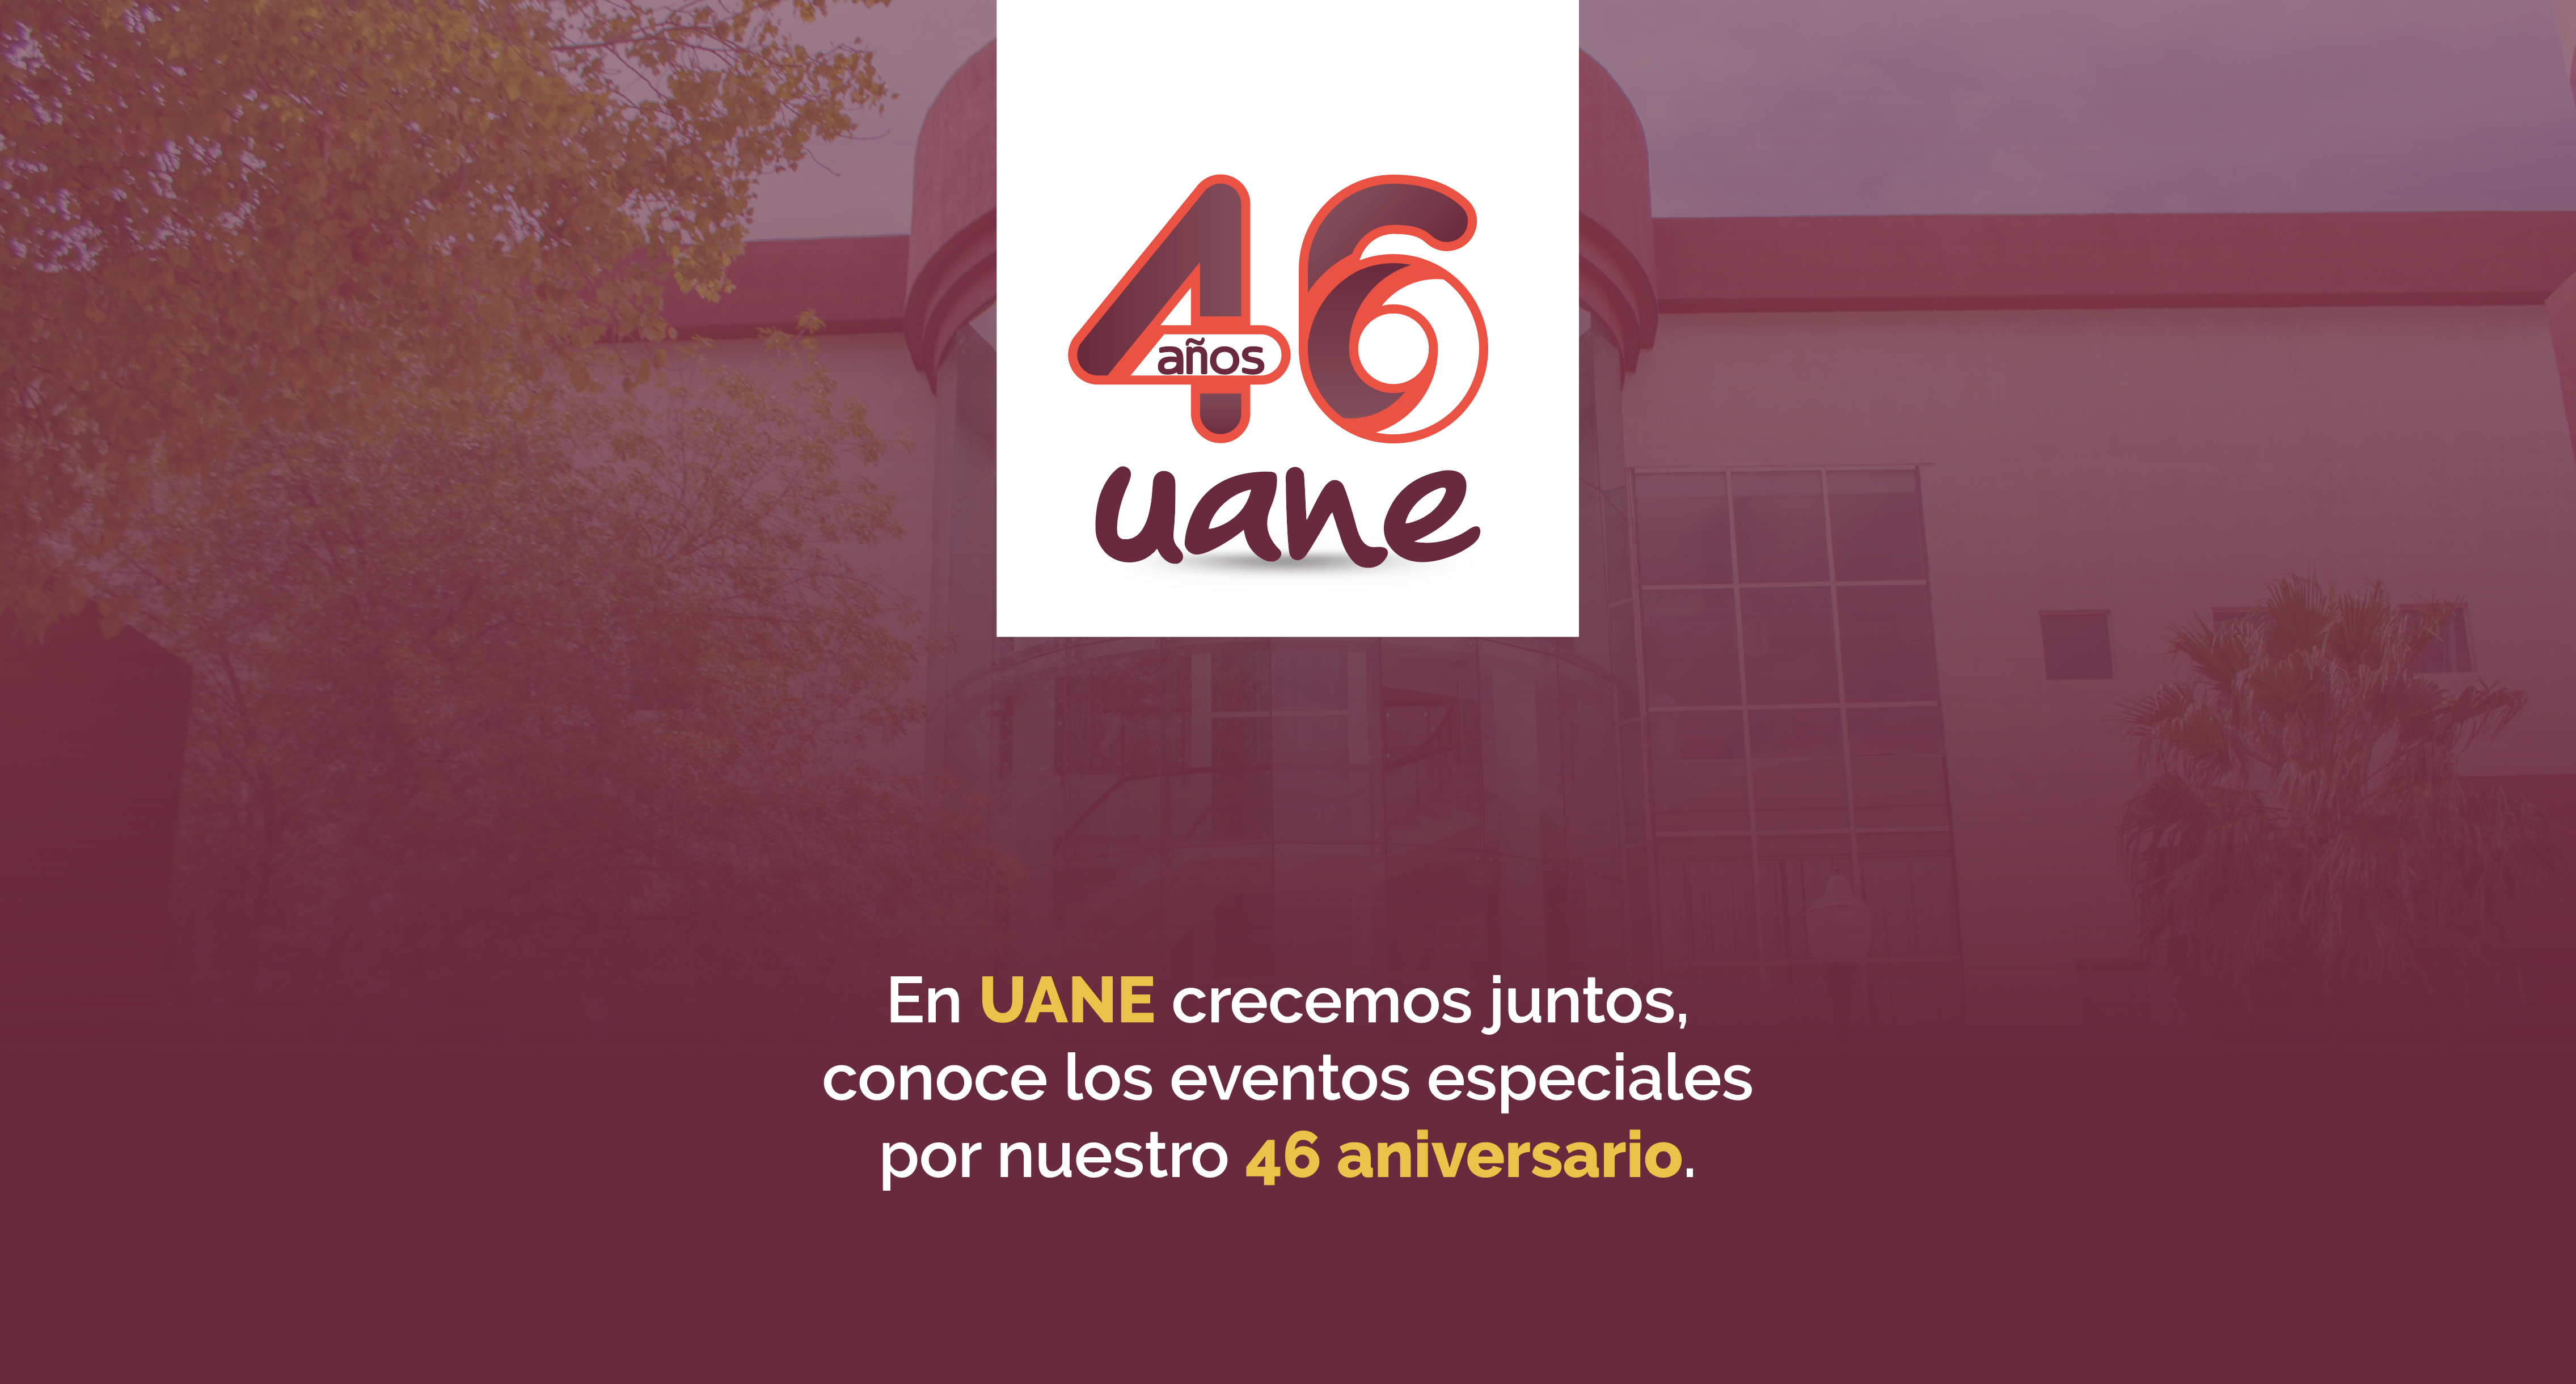 46
años
uane
En UANE crecemos juntos,
conoce los eventos especiales
por nuestro 46 aniversario.